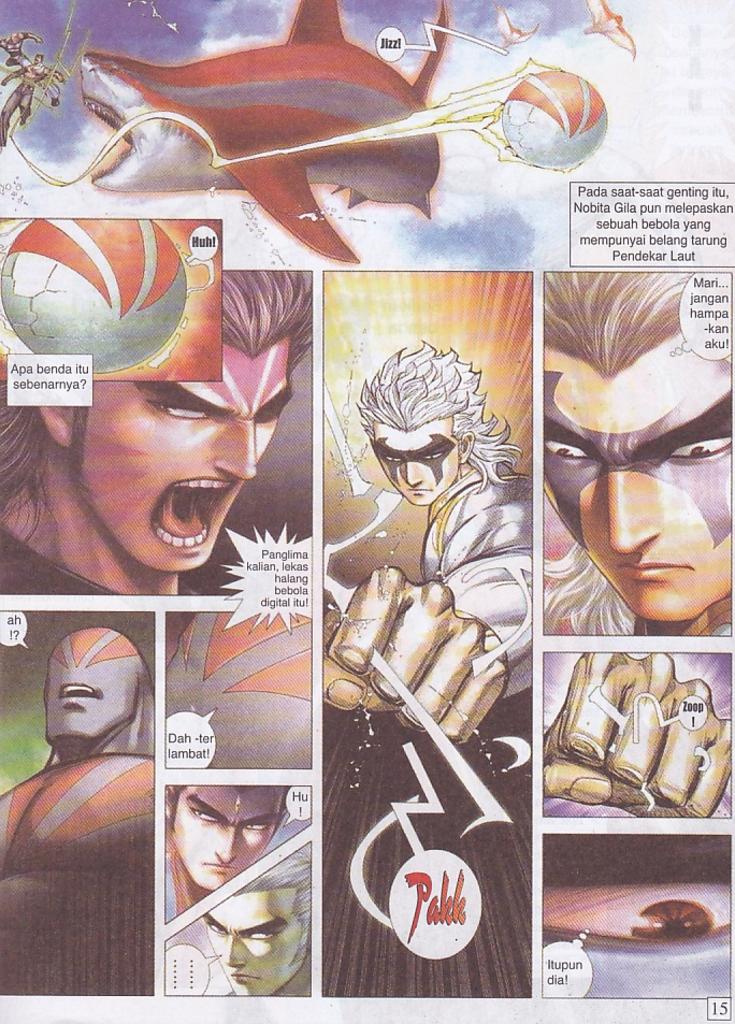 Jizz!
Pada saat-saat genting itu,
Nobita Gila pun melepaskan
sebuah bebola yang
mempunyai belang tarung
Pendekar Laut
Huh!
Apa benda itu
sebenarnya?
Panglima
kalian, lekas
halang
bebola
digital itu!
Mari...
jangan
hampa
-kan
aku!
ah
!?
Dah -ter
lambat!
Hu
!
Pakk
Zoop
!
Itupun
dia!
15